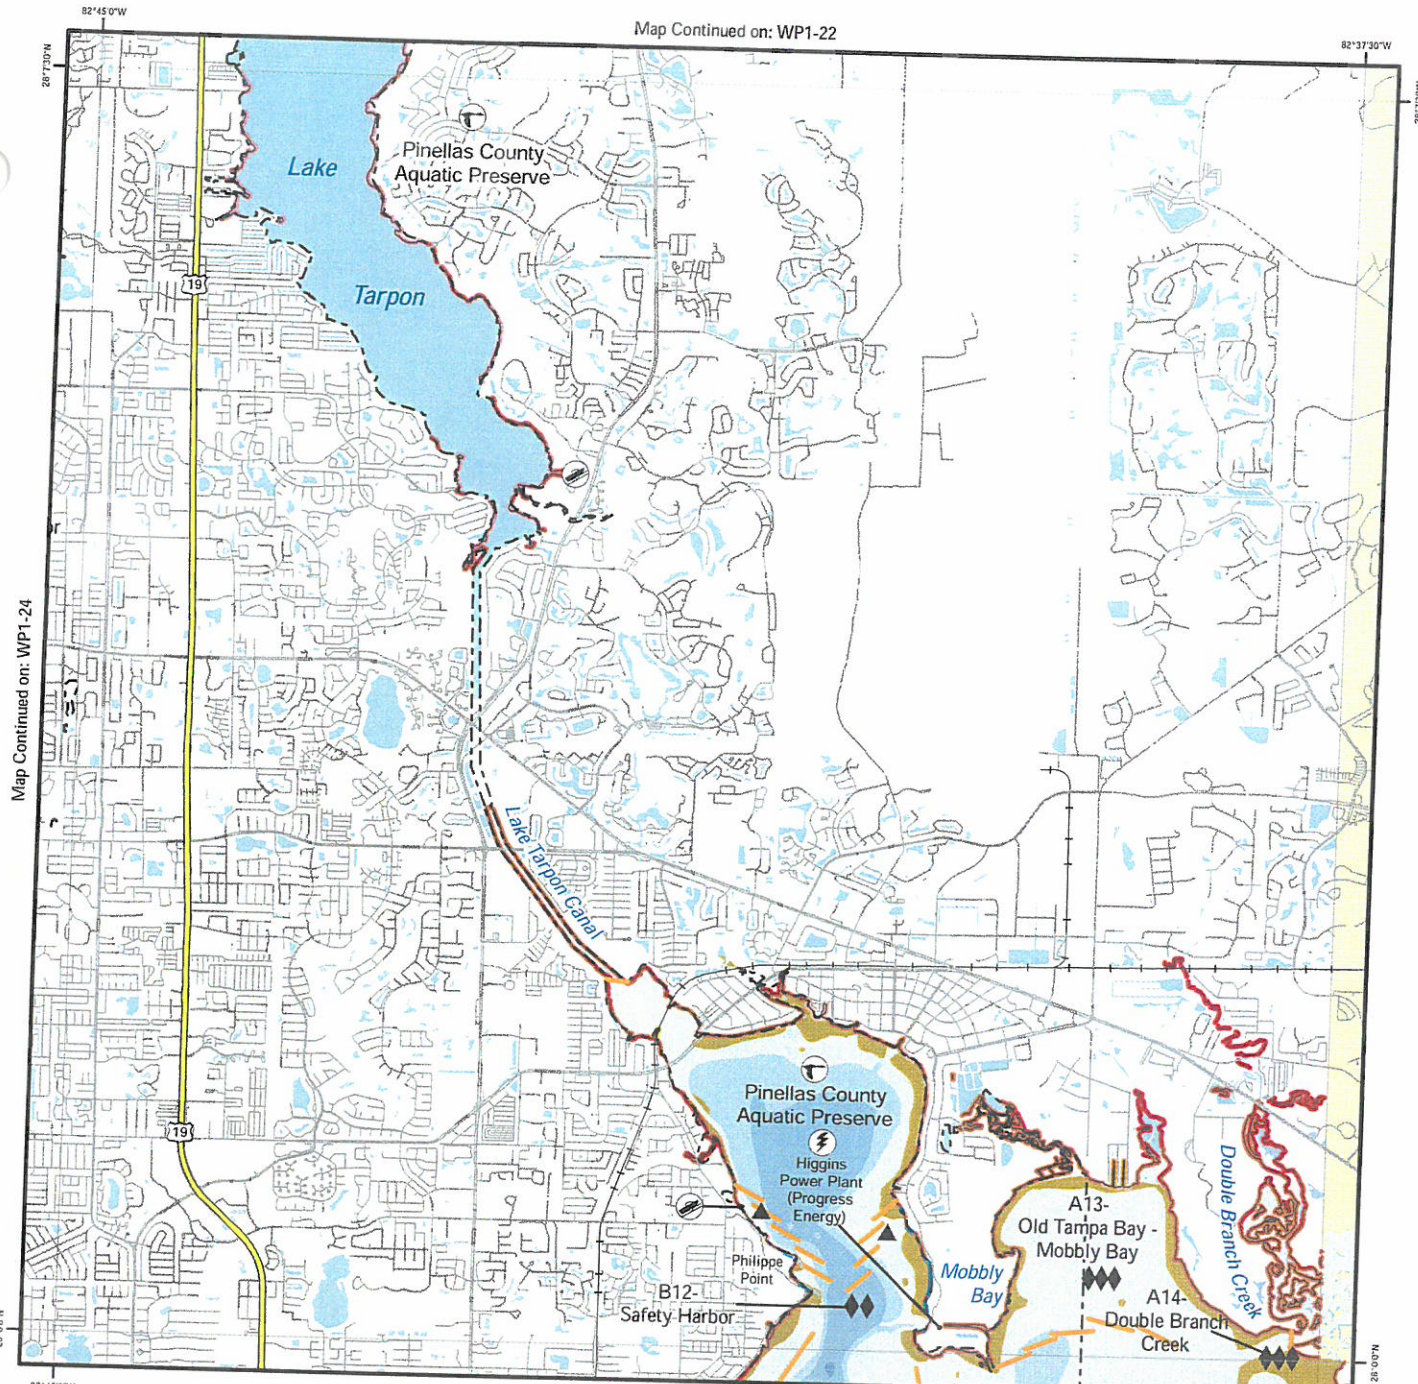 82°45'0"W
Map Continued on: WP1-22
82°37'30"W
28°7'30"N
Pinellas County
Aquatic Preserve
Lake
Tarpon
19
Map Continued on: WP1-24
Lake Tarpon Canal
Pinellas County
Aquatic Preserve
Higgins
Power Plant
(Progress
Energy)
19
Philippe
Point
B12-
Safety Harbor
Mobbly
Bay
A13-
Old Tampa Bay -
Mobbly Bay
A14-
Double Branch
Creek
Double Branch Creek